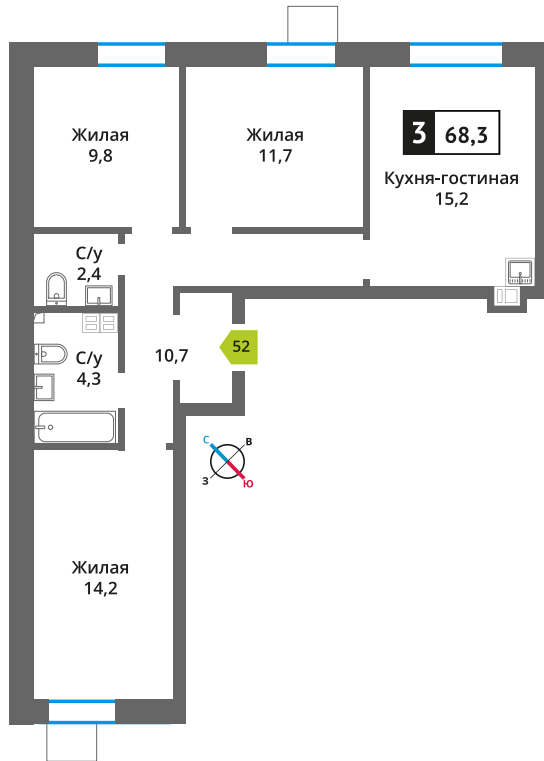 3 68,3
Жилая
9,8
Жилая
11,7
Кухня-гостиная
15,2
С/у
2,4
С/у
4,3
10,7
52
С
В
З
Ю
Жилая
14,2